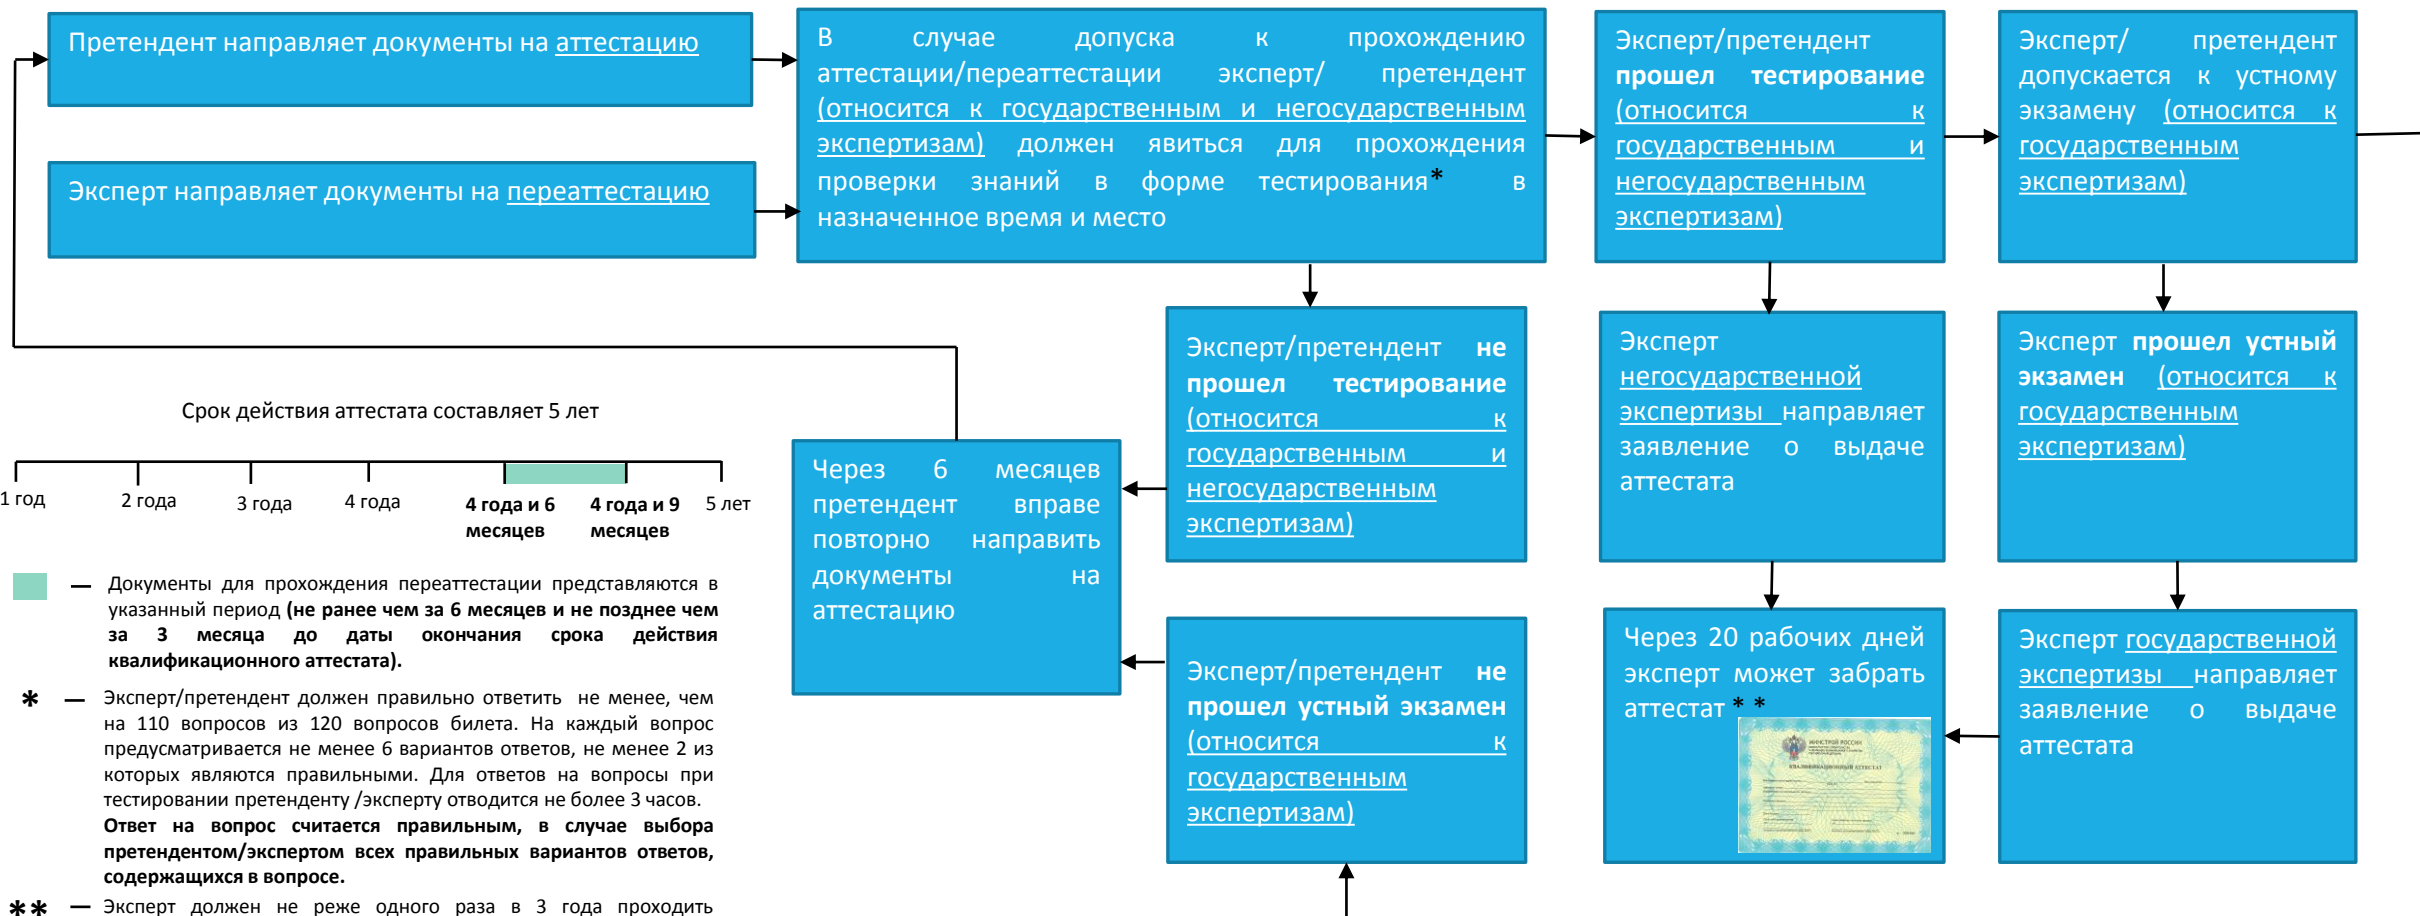 Претендент направляет документы на аттестацию
Эксперт направляет документы на переаттестацию
В случае допуска к прохождению
аттестации/переаттестации эксперт/ претендент
(относится к государственным и негосударственным
экспертизам) должен явиться для прохождения
проверки знаний в форме тестирования* в
назначенное время и место
Эксперт/претендент
прошел тестирование
(относится к
государственным и
негосударственным
экспертизам)
Эксперт/ претендент
допускается к устному
экзамену (относится к
государственным
экспертизам)
Эксперт/претендент не
прошел тестирование
(относится к
государственным и
негосударственным
экспертизам)
Эксперт
негосударственной
экспертизы направляет
заявление о выдаче
аттестата
Эксперт прошел устный
экзамен (относится к
государственным
экспертизам)
Срок действия аттестата составляет 5 лет
1 год
2 года
3 года
4 года
4 года и 6
месяцев
4 года и 9
месяцев
5 лет
Через 6 месяцев
претендент вправе
повторно направить
документы на
аттестацию
— Документы для прохождения переаттестации представляются в
указанный период (не ранее чем за 6 месяцев и не позднее чем
за 3 месяца до даты окончания срока действия
квалификационного аттестата).
Эксперт/претендент не
прошел устный экзамен
(относится к
государственным
экспертизам)
Через 20 рабочих дней
эксперт может забрать
аттестат * *
МИНСТРОЙ РОССИИ
КВАЛИФИКАЦИОННЫЙ АТТЕСТАТ
Эксперт государственной
экспертизы направляет
заявление о выдаче
аттестата
* — Эксперт/претендент должен правильно ответить не менее, чем
на 110 вопросов из 120 вопросов билета. На каждый вопрос
предусматривается не менее 6 вариантов ответов, не менее 2 из
которых являются правильными. Для ответов на вопросы при
тестировании претенденту /эксперту отводится не более 3 часов.
Ответ на вопрос считается правильным, в случае выбора
претендентом/экспертом всех правильных вариантов ответов,
содержащихся в вопросе.
** — Эксперт должен не реже одного раза в 3 года проходить